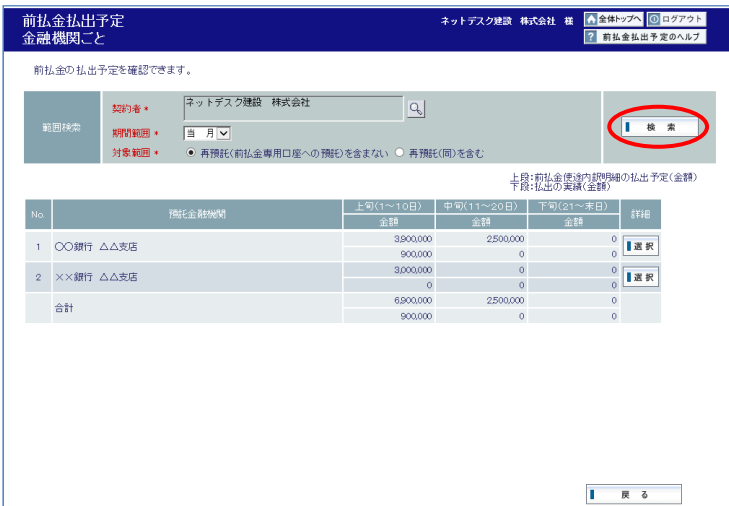 前払金払出予定 ネットデスク建設 株式会社 様 全体トップへ ログアウト
金融機関ごと ? 前払金払出予定のヘルプ
前払金の払出予定を確認できます。
範囲検索 契約者 * ネットデスク建設 株式会社
期間範囲 * 当 月
対象範囲 * 再預託(前払金専用口座への預託)を含まない 再預託(同)を含む
検 索
上段:前払金使途内訳明細の払出予定(金額)
下段:払出の実績(金額)
No. 預託金融機関 上旬(1~10日) 中旬(11~20日) 下旬(21~末日) 詳細
金額 金額 金額
1 〇〇銀行 △△支店 3,900,000 2,500,000 0 選 択
900,000 0 0
2 ××銀行 △△支店 3,000,000 0 0 選 択
0 0 0
合計 6,900,000 2,500,000 0
900,000 0 0
戻 る